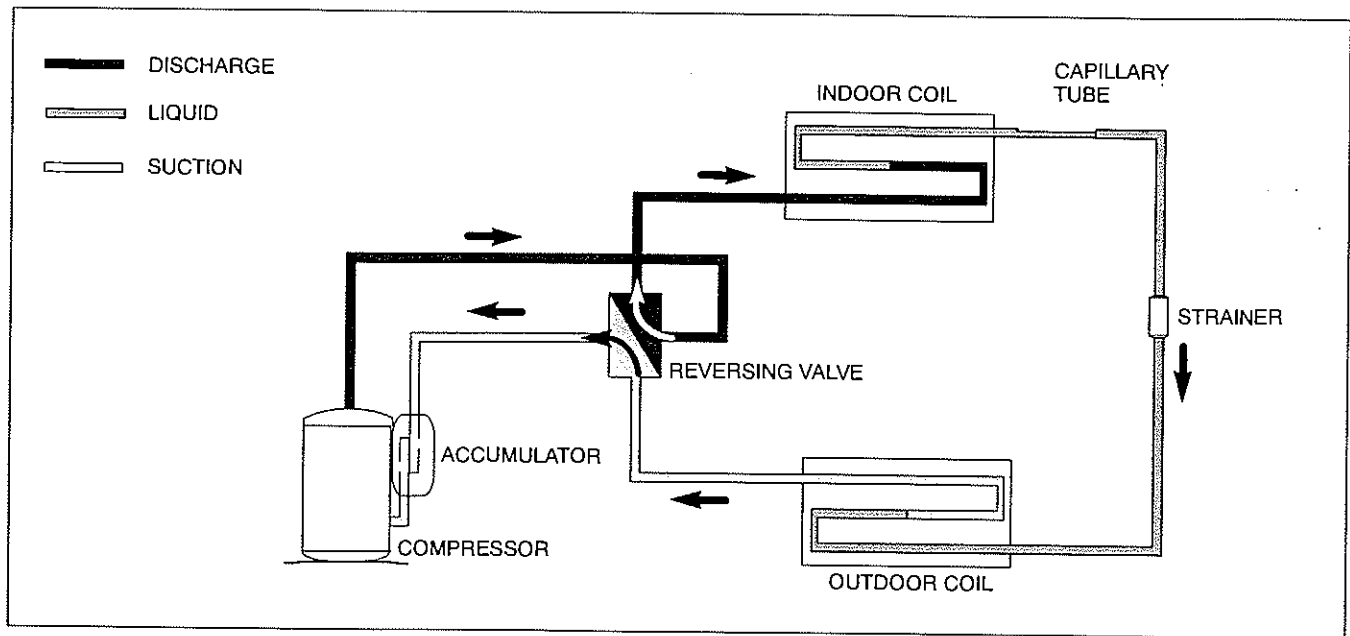 DISCHARGE
LIQUID
SUCTION
INDOOR COIL
CAPILLARY
TUBE
STRAINER
REVERSING VALVE
ACCUMULATOR
COMPRESSOR
OUTDOOR COIL